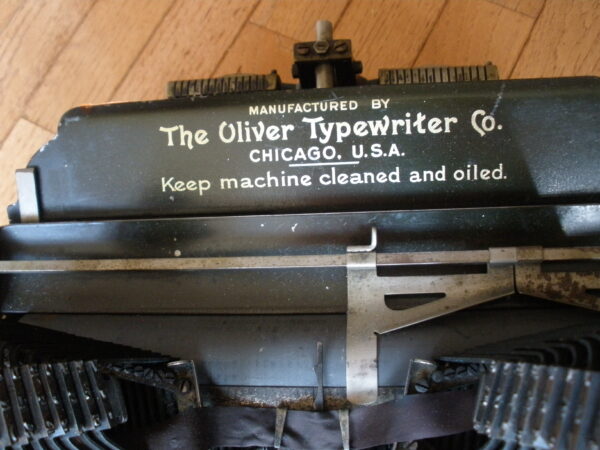 MANUFACTURED BY
The Oliver Typewriter Co.
CHICAGO, U.S.A.
Keep machine cleaned and oiled.